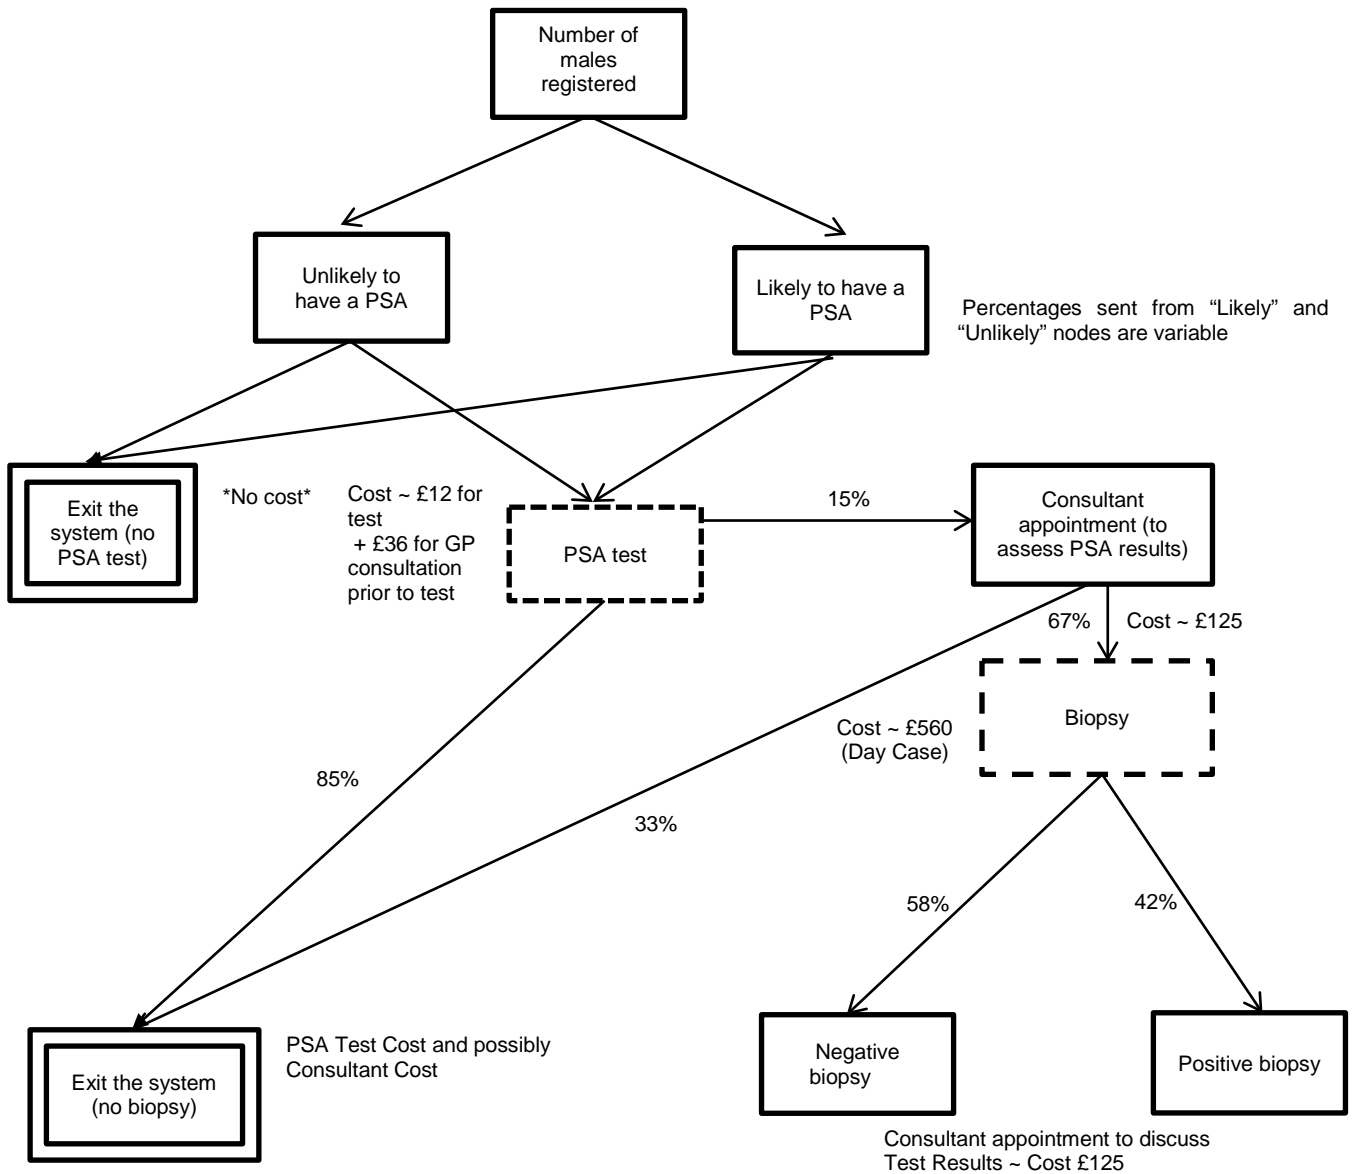 Number of
males
registered
Unlikely to
have a PSA
Likely to have a
PSA
Percentages sent from “Likely” and
“Unlikely” nodes are variable
Exit the
system (no
PSA test)
*No cost*
Cost ~ £12 for
test
+ £36 for GP
consultation
prior to test
PSA test
15%
Consultant
appointment (to
assess PSA results)
67%
Cost ~ £125
Biopsy
Cost ~ £560
(Day Case)
85%
33%
58%
42%
Exit the system
(no biopsy)
PSA Test Cost and possibly
Consultant Cost
Negative
biopsy
Positive biopsy
Consultant appointment to discuss
Test Results ~ Cost £125